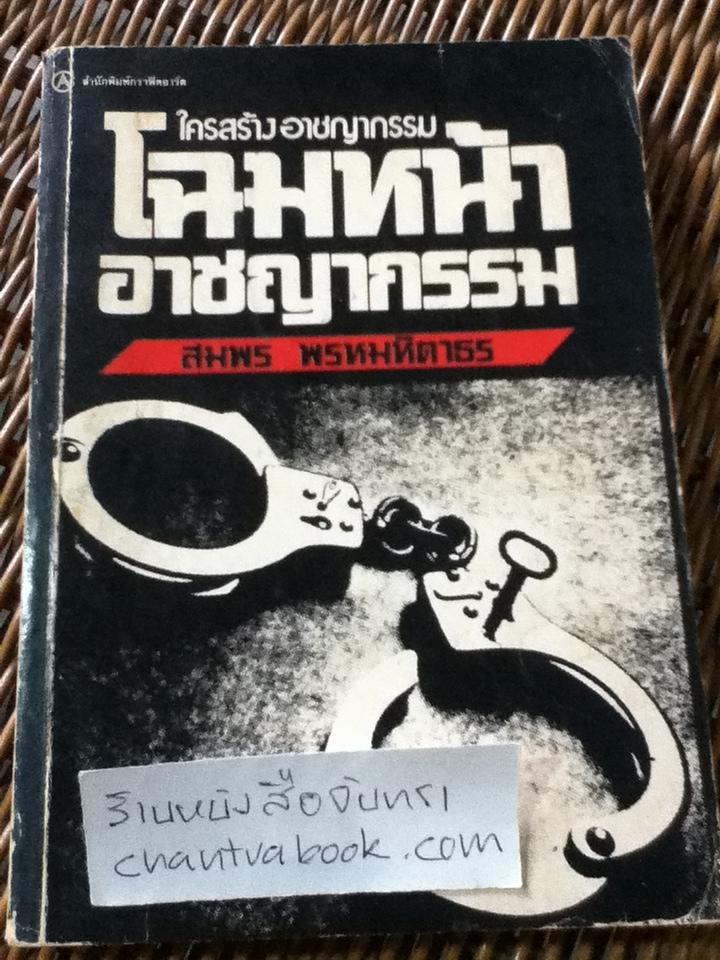 สำนักพิมพ์กราฟิคอาร์ต
ใครสร้างอาชญากรรม
โฉมหน้า
อาชญากรรม
สมพร พรหมหิตาธร
ร้านหนังสือจันทรา
chantrabook.com